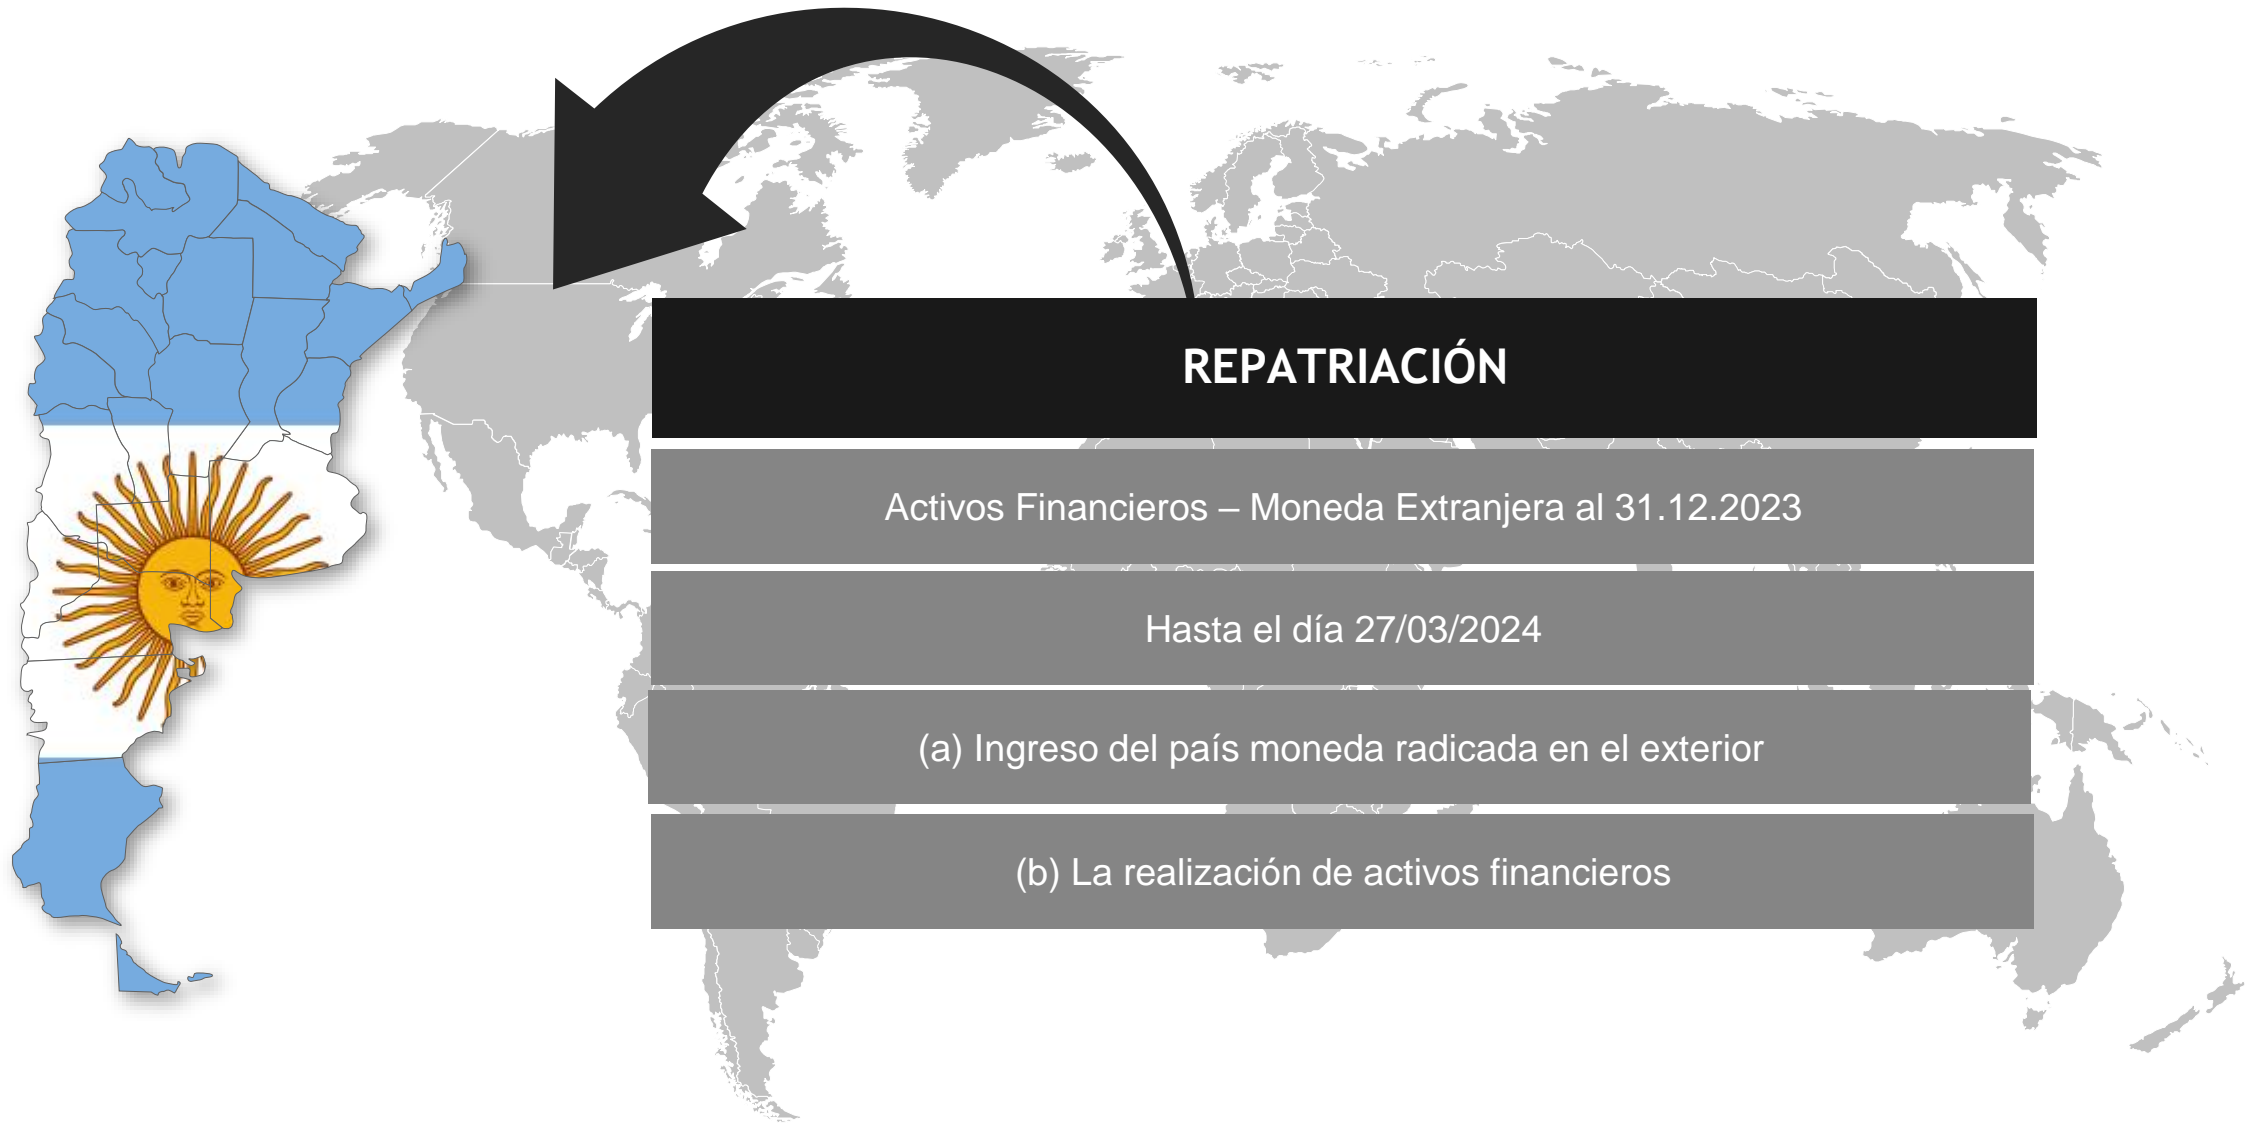 REPATRIACIÓN
Activos Financieros – Moneda Extranjera al 31.12.2023
Hasta el día 27/03/2024
(a) Ingreso del país moneda radicada en el exterior
(b) La realización de activos financieros